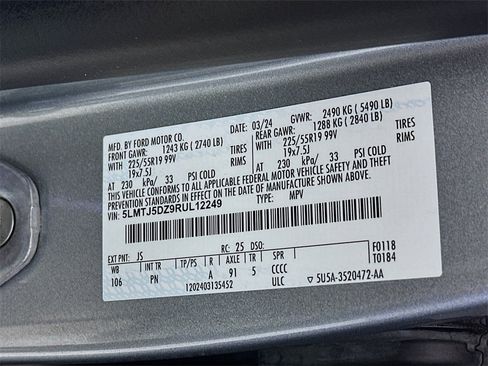 MFD. BY FORD MOTOR CO.
DATE: 03/24 GVWR: 2490 KG (5490 LB)
FRONT GAWR: 1243 KG (2740 LB) REAR GAWR: 1288 KG (2840 LB)
WITH 225/55R19 99V TIRES WITH 225/55R19 99V TIRES
19x7.5J RIMS 19x7.5J RIMS
AT 230 kPa/ 33 PSI COLD AT 230 kPa/ 33 PSI COLD
THIS VEHICLE CONFORMS TO ALL APPLICABLE FEDERAL MOTOR VEHICLE SAFETY AND THEFT
PREVENTION STANDARDS IN EFFECT ON THE DATE OF MANUFACTURE SHOWN ABOVE.
VIN: 5LMTJ5DZ9RUL12249 TYPE: MPV
EXT PNT: JS RC: 25 DSO: F0118
WB INT TR TP/PS R AXLE TR SPR T0184
106 PN A 91 5 CCCC
1202403135452 ULC 5U5A-3520472-AA